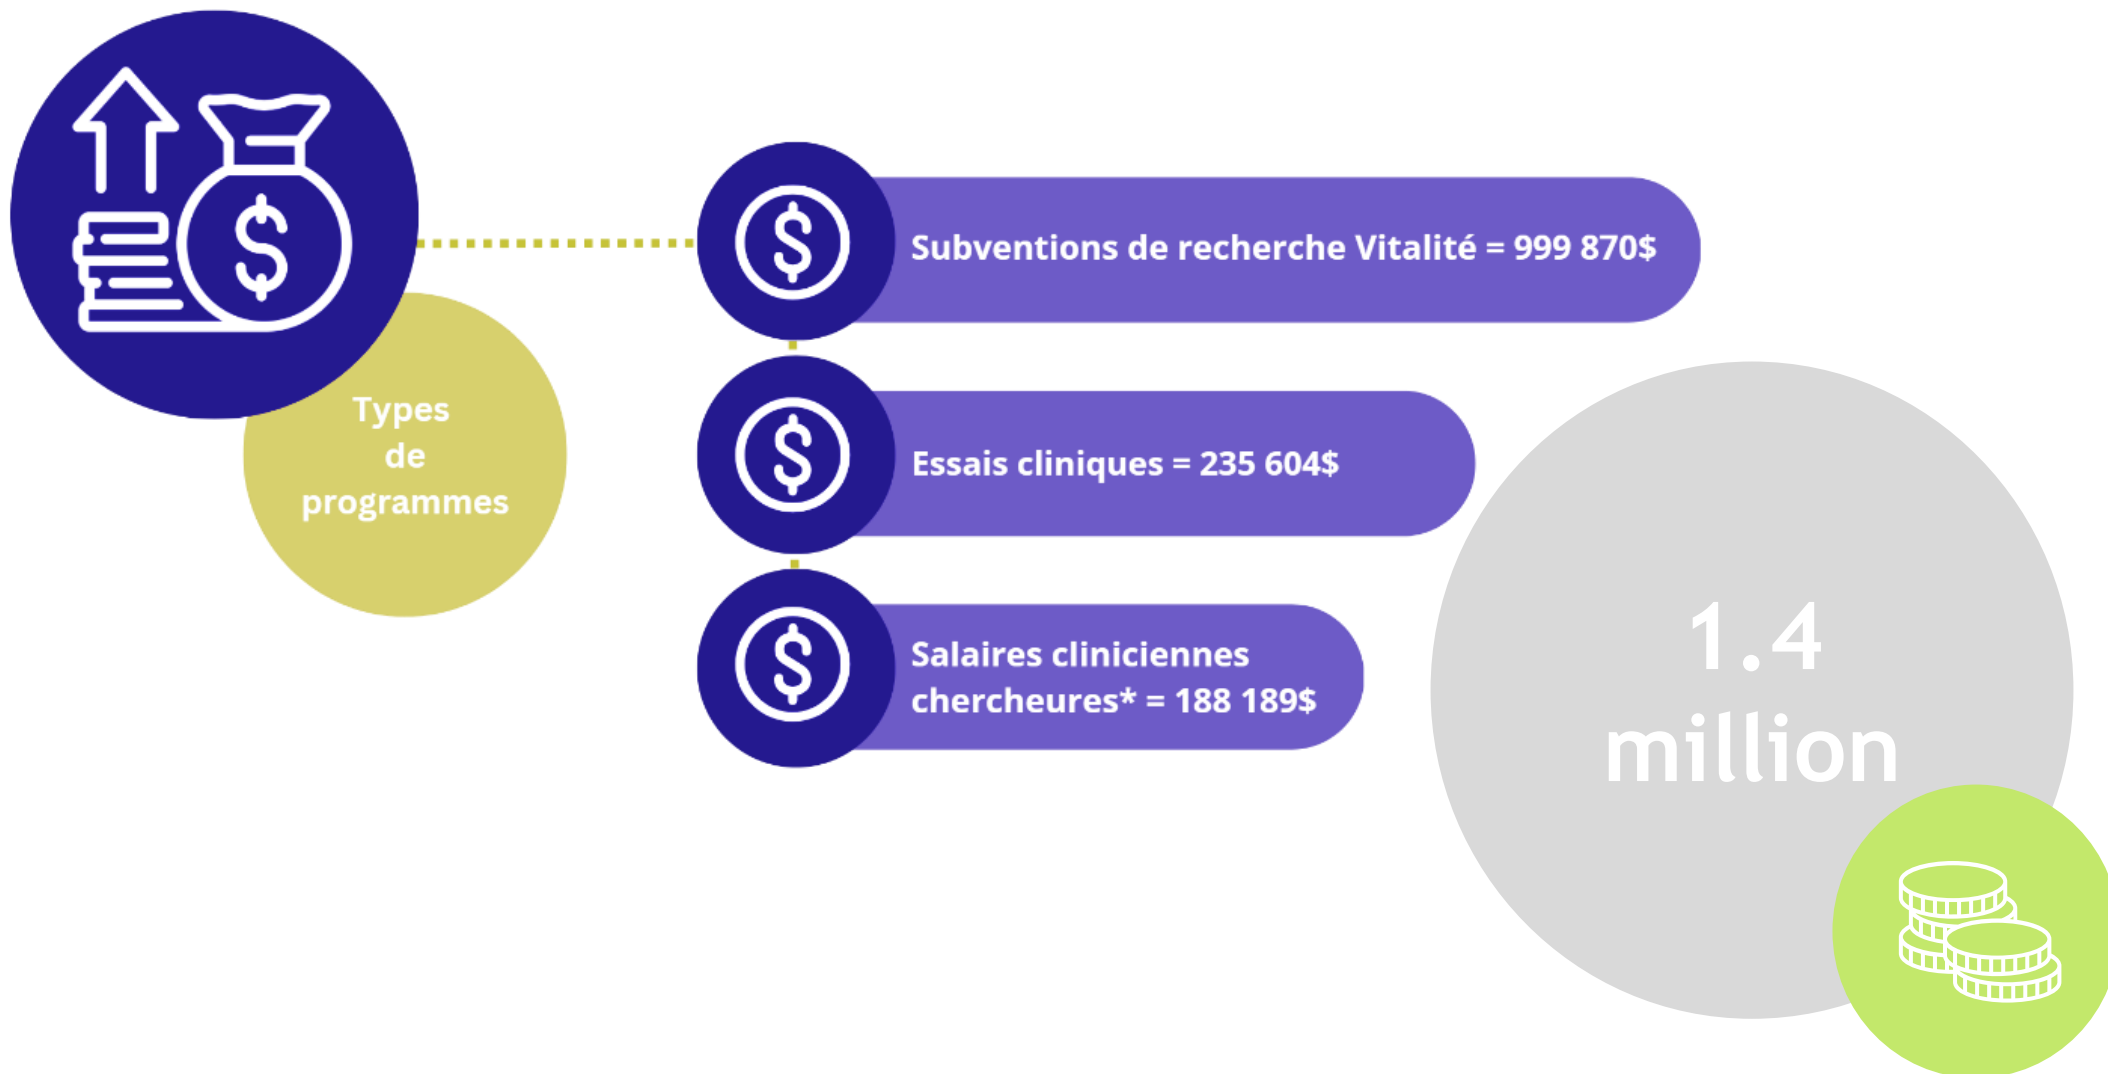 Types
de
programmes
Subventions de recherche Vitalité = 999 870$
Essais cliniques = 235 604$
Salaires cliniciennes
chercheures* = 188 189$
1.4
million